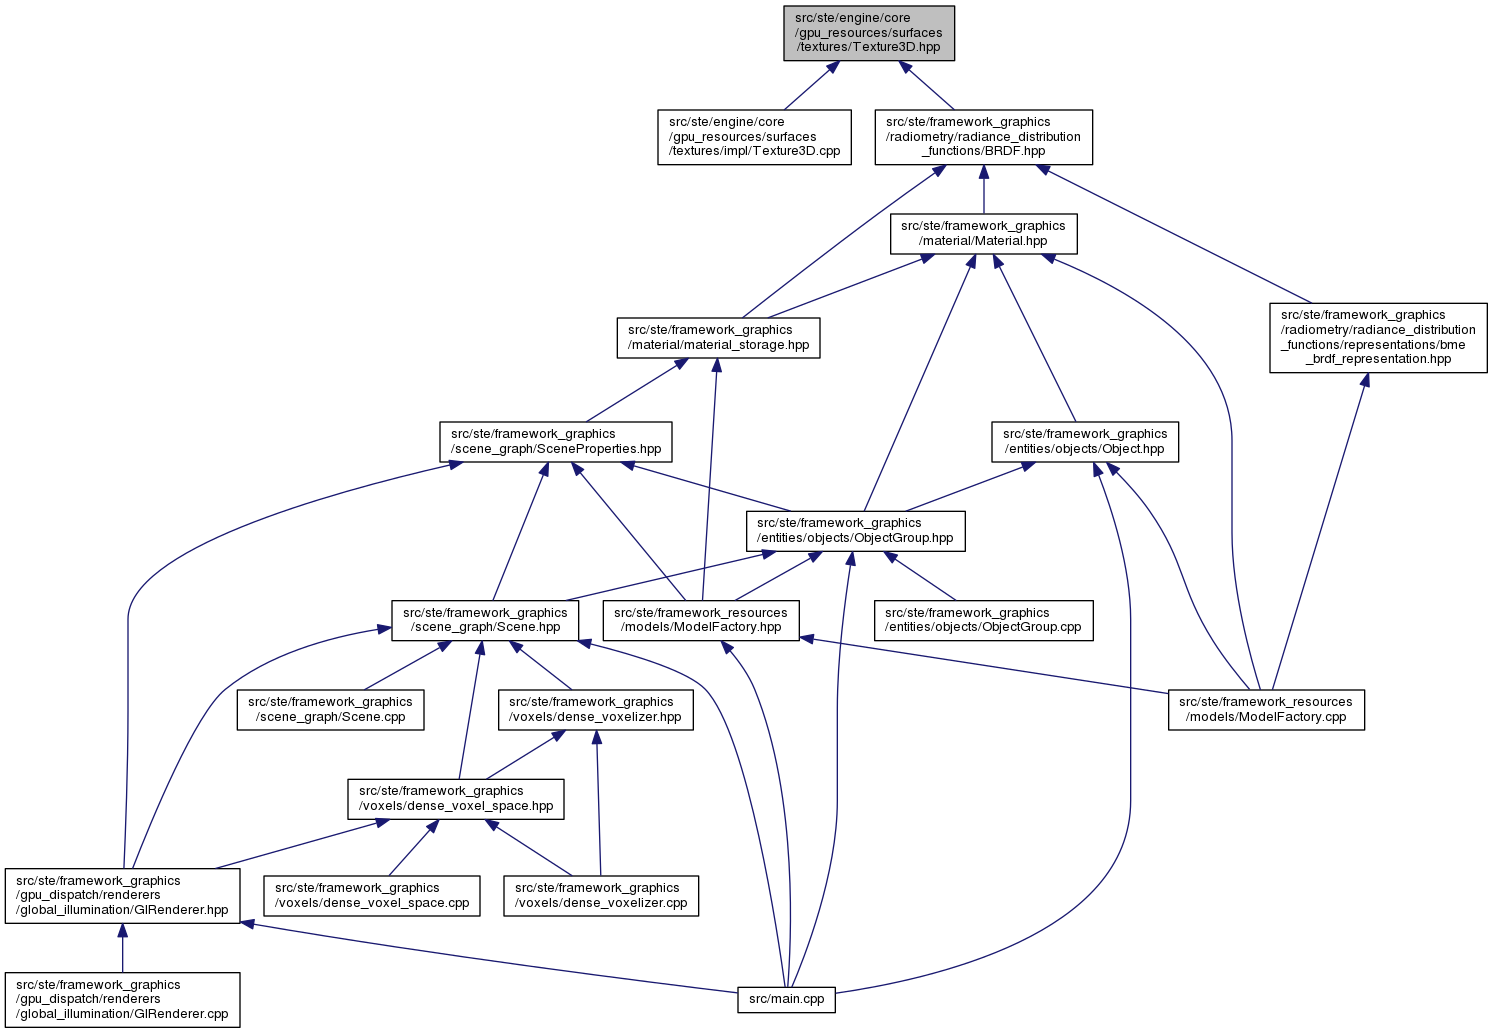 src/ste/engine/core
/gpu_resources/surfaces
/textures/Texture3D.hpp
src/ste/engine/core
/gpu_resources/surfaces
/textures/impl/Texture3D.cpp
src/ste/framework_graphics
/radiometry/radiance_distribution
_functions/BRDF.hpp
src/ste/framework_graphics
/material/Material.hpp
src/ste/framework_graphics
/radiometry/radiance_distribution
_functions/representations/bme
_brdf_representation.hpp
src/ste/framework_graphics
/material/material_storage.hpp
src/ste/framework_graphics
/scene_graph/SceneProperties.hpp
src/ste/framework_graphics
/entities/objects/Object.hpp
src/ste/framework_graphics
/entities/objects/ObjectGroup.hpp
src/ste/framework_graphics
/scene_graph/Scene.hpp
src/ste/framework_resources
/models/ModelFactory.hpp
src/ste/framework_graphics
/entities/objects/ObjectGroup.cpp
src/ste/framework_graphics
/scene_graph/Scene.cpp
src/ste/framework_graphics
/voxels/dense_voxelizer.hpp
src/ste/framework_resources
/models/ModelFactory.cpp
src/ste/framework_graphics
/voxels/dense_voxel_space.hpp
src/ste/framework_graphics
/gpu_dispatch/renderers
/global_illumination/GIRenderer.hpp
src/ste/framework_graphics
/voxels/dense_voxel_space.cpp
src/ste/framework_graphics
/voxels/dense_voxelizer.cpp
src/ste/framework_graphics
/gpu_dispatch/renderers
/global_illumination/GIRenderer.cpp
src/main.cpp